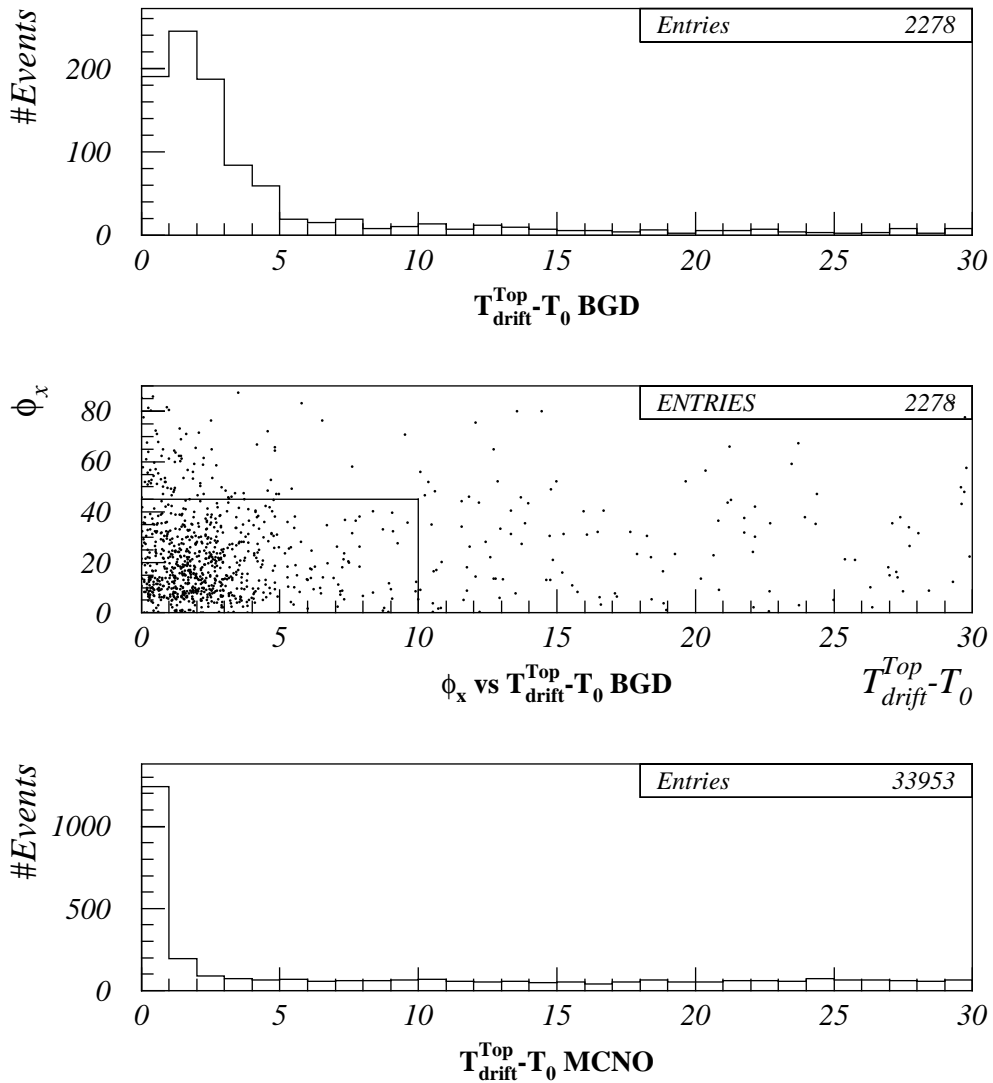 #Events
Entries 2278
200
100
0
0 5 10 15 20 25 30
T^Top_drift-T_0 BGD
ϕ_x
ENTRIES 2278
80
60
40
20
0
0 5 10 15 20 25 30
ϕ_x vs T^Top_drift-T_0 BGD
T^Top_drift-T_0
#Events
Entries 33953
1000
500
0
0 5 10 15 20 25 30
T^Top_drift-T_0 MCNO